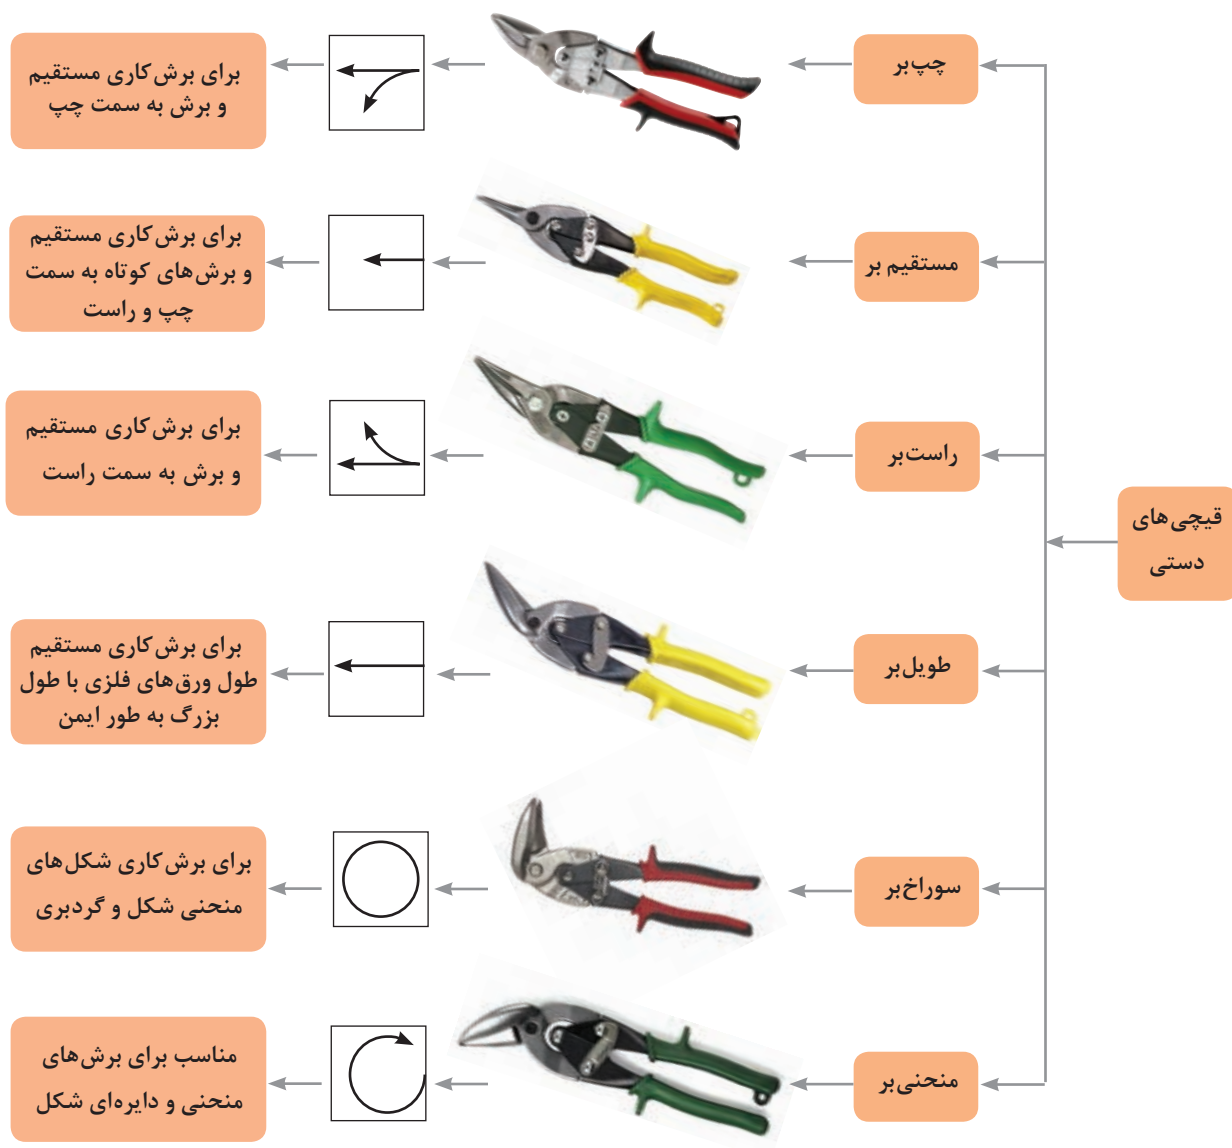 قیچی‌های
دستی
چپ‌بر
برای برش‌کاری مستقیم
و برش به سمت چپ
مستقیم بر
برای برش‌کاری مستقیم
و برش‌های کوتاه به سمت
چپ و راست
راست‌بر
برای برش‌کاری مستقیم
و برش به سمت راست
طویل‌بر
برای برش‌کاری مستقیم
طول ورق‌های فلزی با طول
بزرگ به طور ایمن
سوراخ‌بر
برای برش‌کاری شکل‌های
منحنی شکل و گردبری
منحنی‌بر
مناسب برای برش‌های
منحنی و دایره‌ای شکل